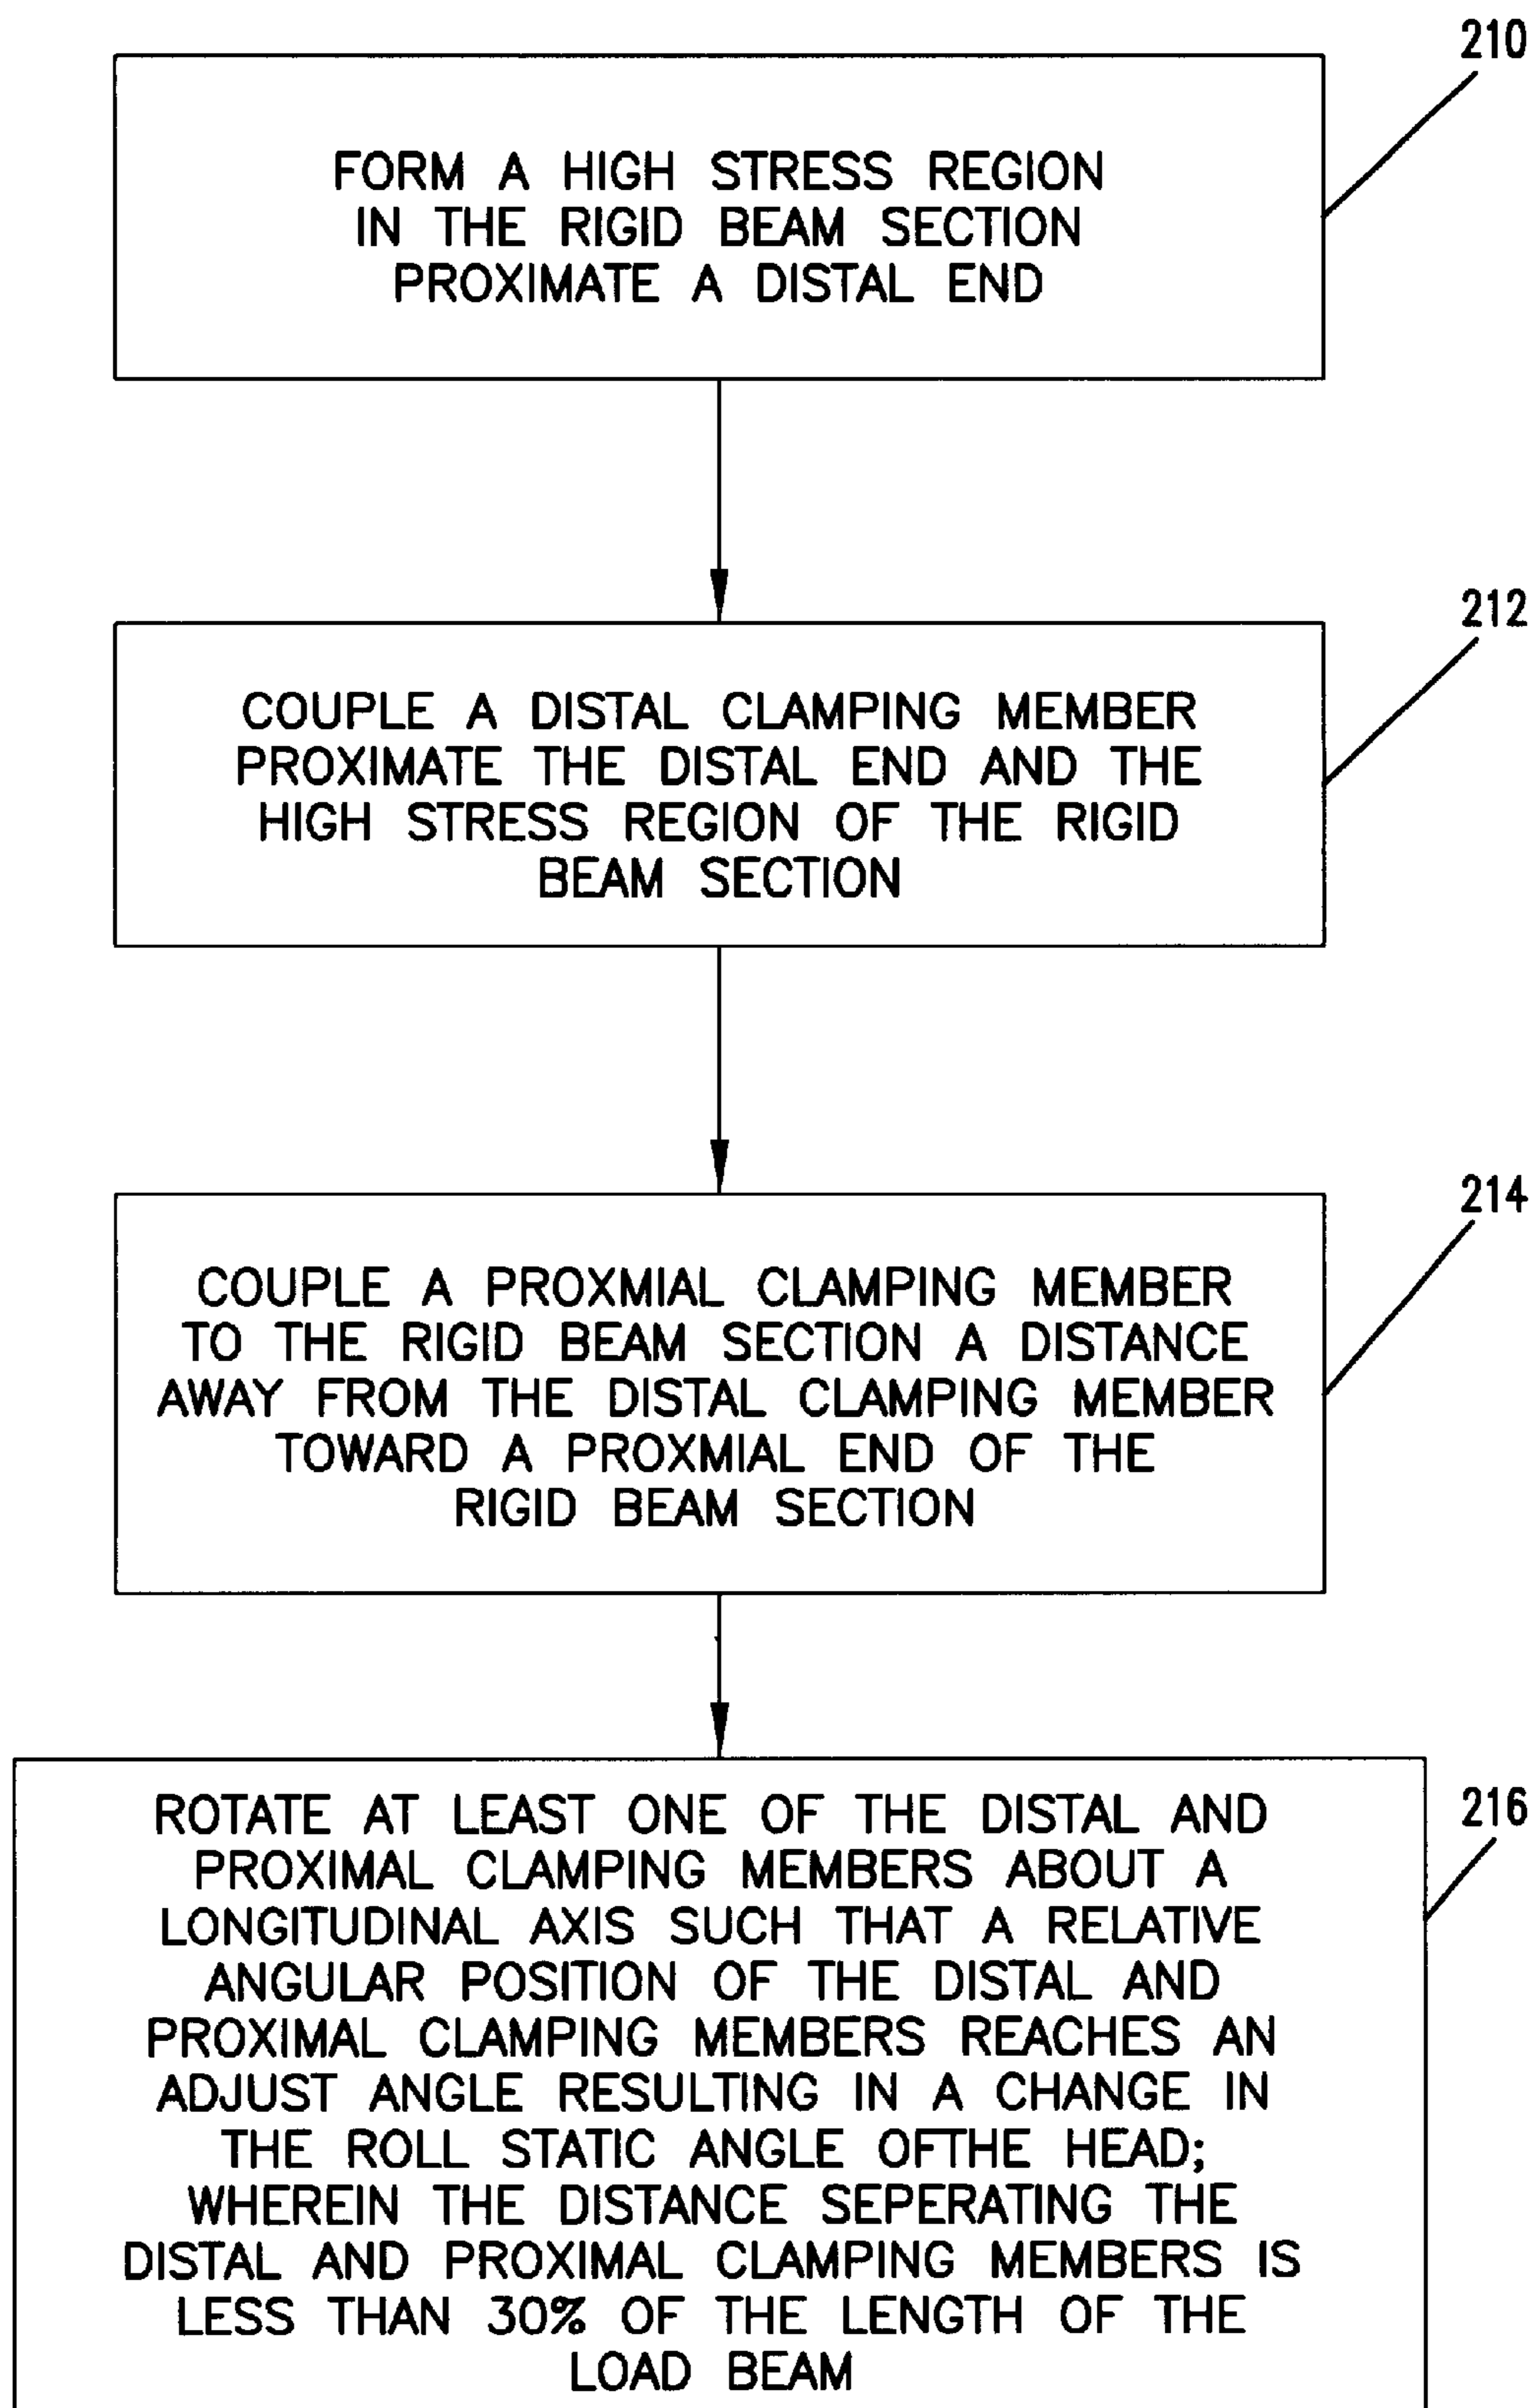 210
FORM A HIGH STRESS REGION
IN THE RIGID BEAM SECTION
PROXIMATE A DISTAL END
212
COUPLE A DISTAL CLAMPING MEMBER
PROXIMATE THE DISTAL END AND THE
HIGH STRESS REGION OF THE RIGID
BEAM SECTION
214
COUPLE A PROXMIAL CLAMPING MEMBER
TO THE RIGID BEAM SECTION A DISTANCE
AWAY FROM THE DISTAL CLAMPING MEMBER
TOWARD A PROXMIAL END OF THE
RIGID BEAM SECTION
216
ROTATE AT LEAST ONE OF THE DISTAL AND
PROXIMAL CLAMPING MEMBERS ABOUT A
LONGITUDINAL AXIS SUCH THAT A RELATIVE
ANGULAR POSITION OF THE DISTAL AND
PROXIMAL CLAMPING MEMBERS REACHES AN
ADJUST ANGLE RESULTING IN A CHANGE IN
THE ROLL STATIC ANGLE OFTHE HEAD;
WHEREIN THE DISTANCE SEPERATING THE
DISTAL AND PROXIMAL CLAMPING MEMBERS IS
LESS THAN 30% OF THE LENGTH OF THE
LOAD BEAM